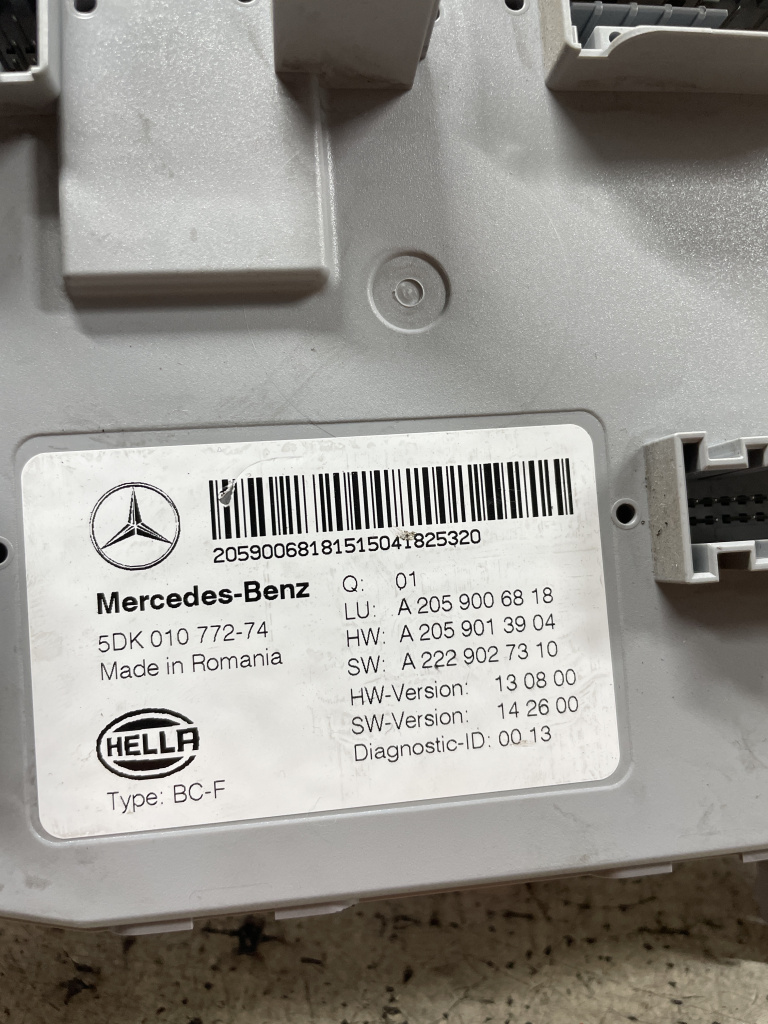 2059006818151504182532​0
Mercedes-Benz
5DK 010 772-74
Made in Romania
HELLA
Type: BC-F
Q: 01
LU: A 205 900 68 18
HW: A 205 901 39 04
SW: A 222 902 73 10
HW-Version: 13 08 00
SW-Version: 14 26 00
Diagnostic-ID: 00 13